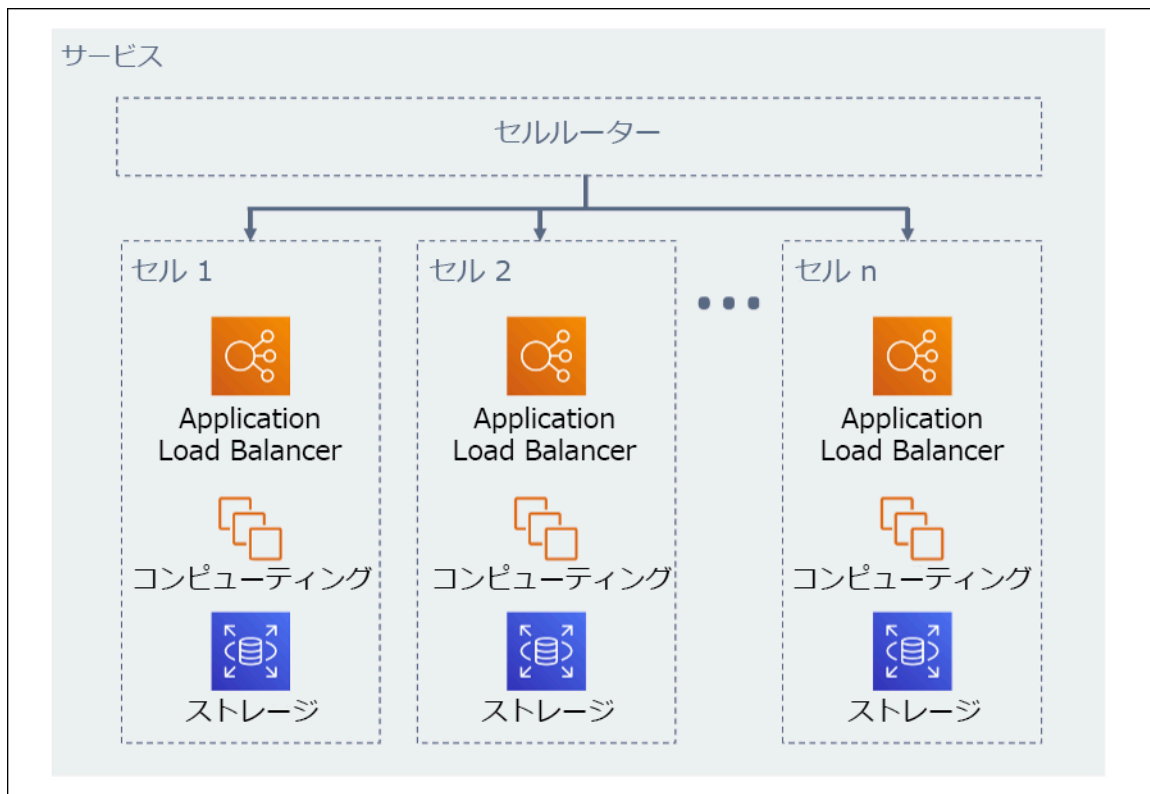 サービス
セルルーター
セル 1
セル 2
セル n
Application
Load Balancer
Application
Load Balancer
Application
Load Balancer
コンピューティング
コンピューティング
コンピューティング
ストレージ
ストレージ
ストレージ